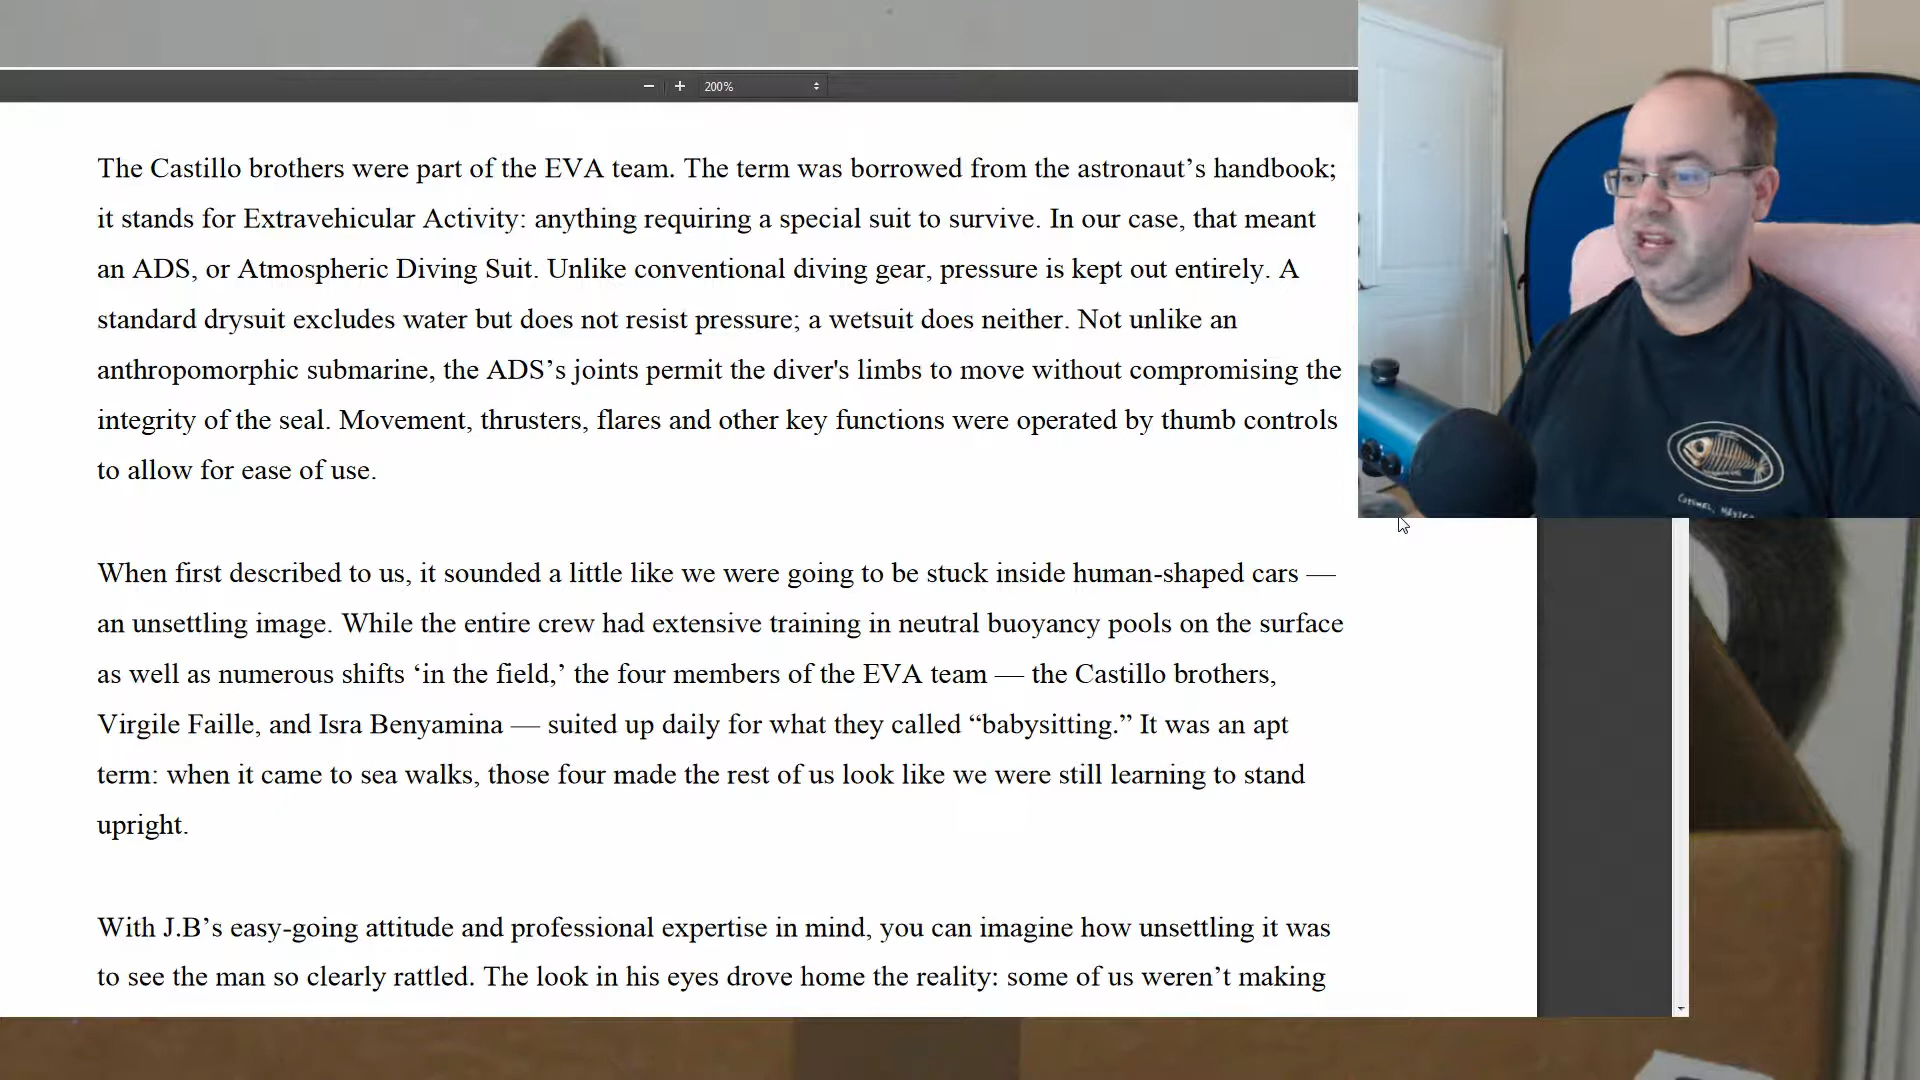 200%
The Castillo brothers were part of the EVA team. The term was borrowed from the astronaut’s handbook;
it stands for Extravehicular Activity: anything requiring a special suit to survive. In our case, that meant
an ADS, or Atmospheric Diving Suit. Unlike conventional diving gear, pressure is kept out entirely. A
standard drysuit excludes water but does not resist pressure; a wetsuit does neither. Not unlike an
anthropomorphic submarine, the ADS’s joints permit the diver's limbs to move without compromising the
integrity of the seal. Movement, thrusters, flares and other key functions were operated by thumb controls
to allow for ease of use.
When first described to us, it sounded a little like we were going to be stuck inside human-shaped cars —
an unsettling image. While the entire crew had extensive training in neutral buoyancy pools on the surface
as well as numerous shifts ‘in the field,’ the four members of the EVA team — the Castillo brothers,
Virgile Faille, and Isra Benyamina — suited up daily for what they called “babysitting.” It was an apt
term: when it came to sea walks, those four made the rest of us look like we were still learning to stand
upright.
With J.B’s easy-going attitude and professional expertise in mind, you can imagine how unsettling it was
to see the man so clearly rattled. The look in his eyes drove home the reality: some of us weren’t making